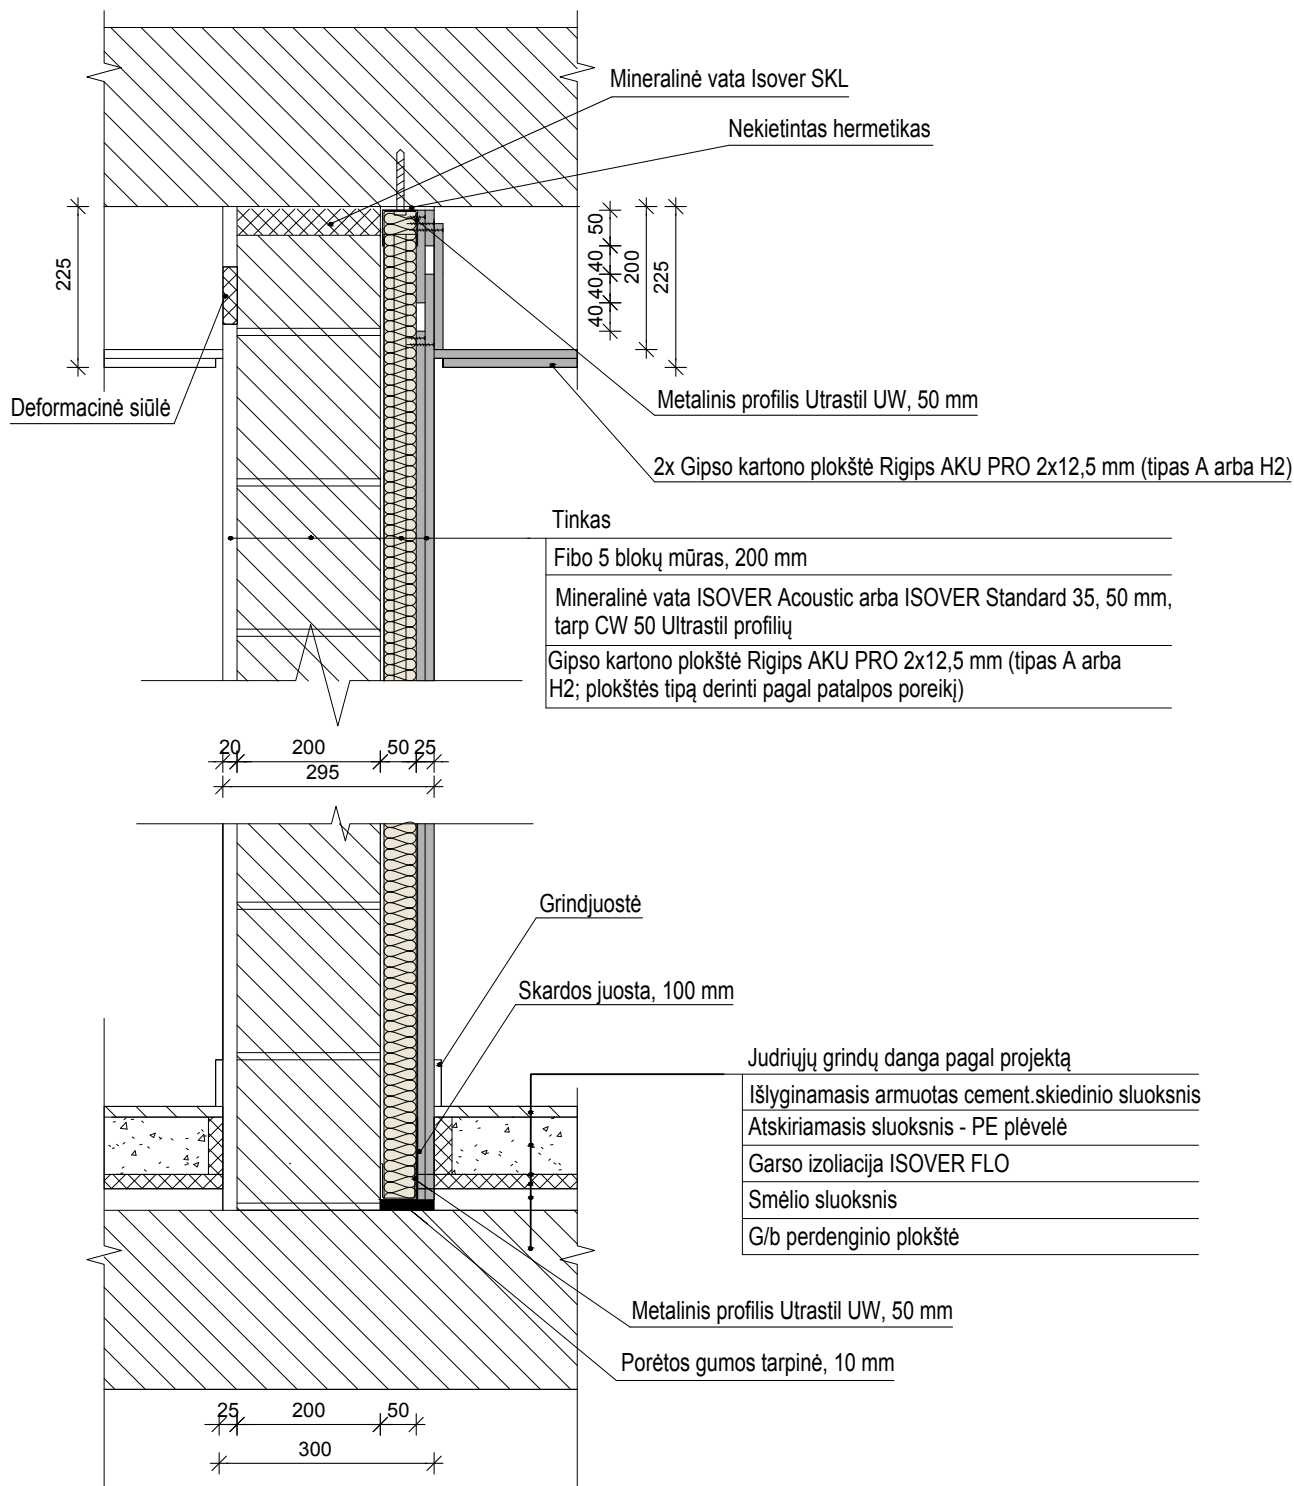 Mineralinė vata Isover SKL
Nekietintas hermetikas
225
50
40
40
40
200
225
Deformacinė siūlė
Metalinis profilis Utrastil UW, 50 mm
2x Gipso kartono plokštė Rigips AKU PRO 2x12,5 mm (tipas A arba H2)
Tinkas
Fibo 5 blokų mūras, 200 mm
Mineralinė vata ISOVER Acoustic arba ISOVER Standard 35, 50 mm,
tarp CW 50 Ultrastil profilių
Gipso kartono plokštė Rigips AKU PRO 2x12,5 mm (tipas A arba
H2; plokštės tipą derinti pagal patalpos poreikį)
20 200 50 25
295
Grindjuostė
Skardos juosta, 100 mm
Judriųjų grindų danga pagal projektą
Išlyginamasis armuotas cement.skiedinio sluoksnis
Atskiriamasis sluoksnis - PE plėvelė
Garso izoliacija ISOVER FLO
Smėlio sluoksnis
G/b perdenginio plokštė
Metalinis profilis Utrastil UW, 50 mm
Porėtos gumos tarpinė, 10 mm
25 200 50
300